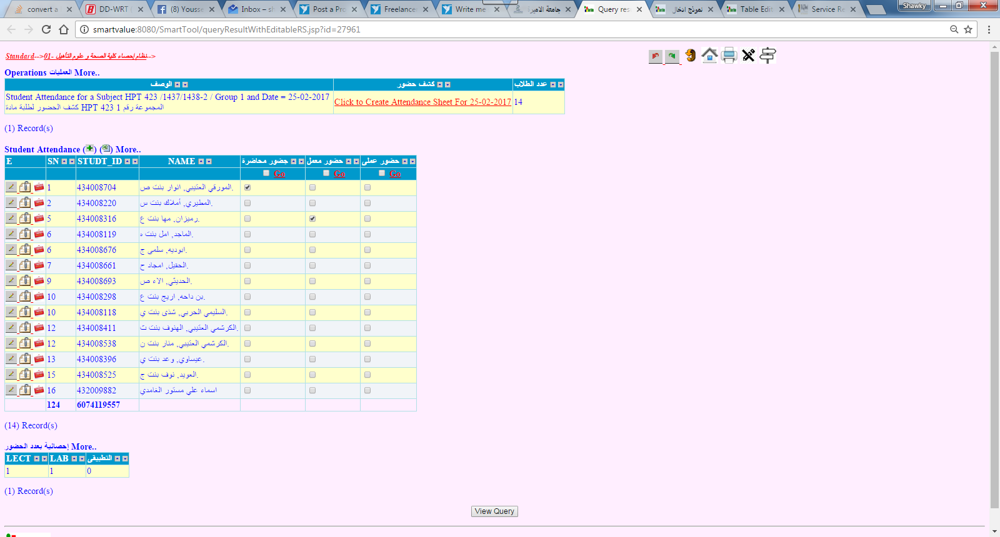 convert a
DD-WRT
(8) Yousse
Inbox – sh
Post a Pro
Freelancer
Write me
جامعة الاميرة
Query res
نموذج ادخال
Table Edit
Service Re
Shawky
smartvalue:8080/SmartTool/queryResultWithEditableRS.jsp?id=27961
Standard-->01- نظام إحصاء كلية الصحة و علوم التأهيل-->
Operations العمليات More..
الوصف كشف حضور عدد الطلاب
Student Attendance for a Subject HPT 423 /1437/1438-2 / Group 1 and Date = 25-02-2017
كشف الحضور لطلبة مادة HPT 423 المجموعة رقم 1
Click to Create Attendance Sheet For 25-02-2017 14
(1) Record(s)
Student Attendance ( ) ( ) More..
E SN STUDT_ID NAME حضور محاضرة حضور معمل حضور عملى
Go Go Go
1 434008704 المورقي العتيبي, انوار بنت ص.
2 434008220 المطيري, أملاك بنت س.
5 434008316 رميزان, مها بنت ع.
6 434008119 الماجد, امل بنت ه.
6 434008676 ابوديه, سلمى ج.
7 434008661 الحقيل, امجاد ح.
9 434008693 الحديثي, الاء ص.
10 434008298 بن داحه, اريج بنت ع.
10 434008118 السليمي الحربي, شذى بنت ي.
12 434008411 الكرشمي العتيبي, الهنوف بنت ث.
12 434008538 الكرشمي العتيبي, منار بنت ن.
13 434008396 عيساوي, وعد بنت ي.
15 434008525 العويد, نوف بنت ج.
16 432009882 اسماء علي مستور الغامدي
124 6074119557
(14) Record(s)
إحصائية بعدد الحضور More..
LECT LAB التطبيقى
1 1 0
(1) Record(s)
View Query